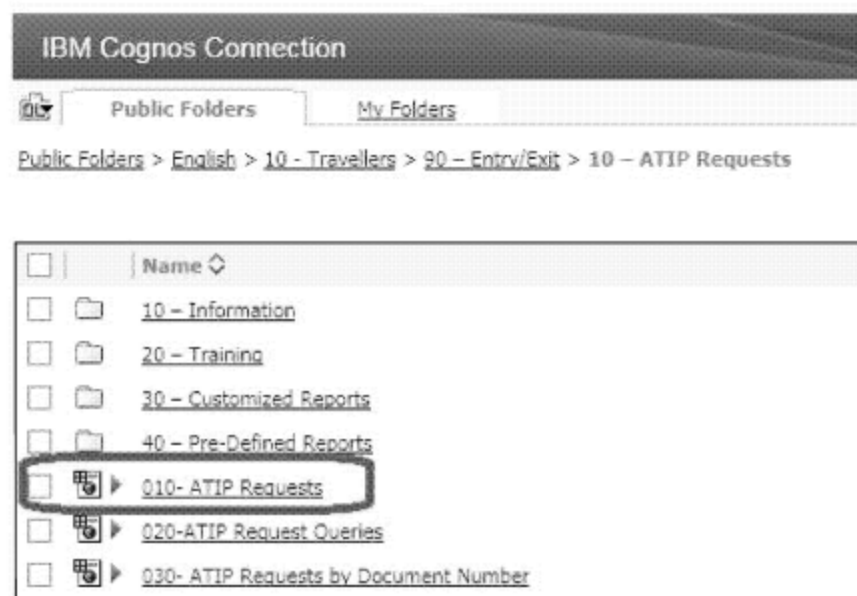 IBM Cognos Connection
Public Folders My Folders
Public Folders > English > 10 - Travellers > 90 – Entry/Exit > 10 – ATIP Requests
Name
10 – Information
20 – Training
30 – Customized Reports
40 – Pre-Defined Reports
010- ATIP Requests
020-ATIP Request Queries
030- ATIP Requests by Document Number